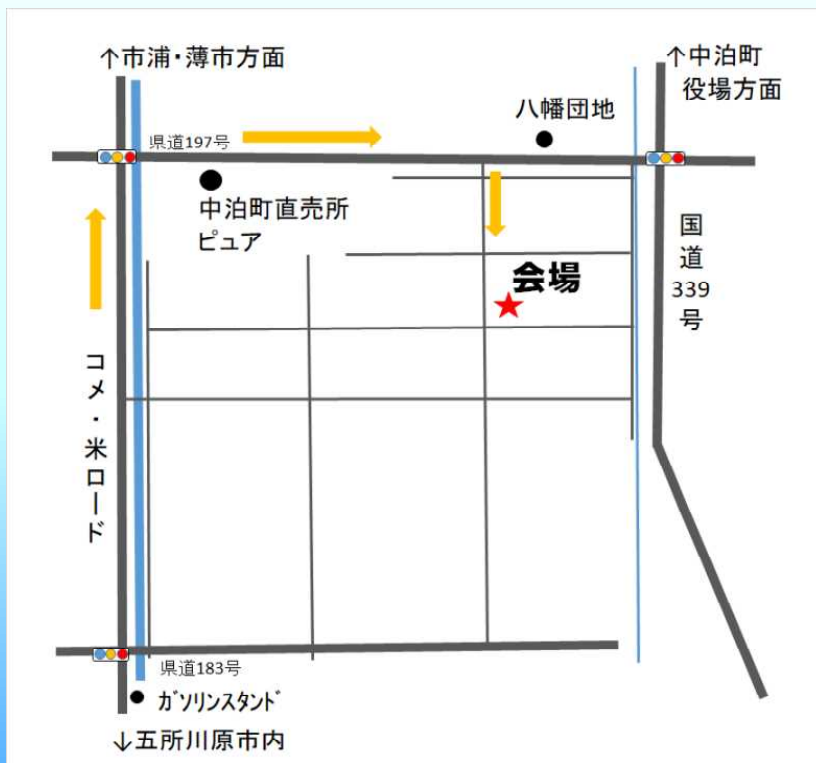 ↑市浦・薄市方面
↑中泊町
役場方面
八幡団地
県道197号
中泊町直売所
ピュア
会場
国道339号
コメ・米ロード
県道183号
ｶﾞｿﾘﾝｽﾀﾝﾄﾞ
↓五所川原市内